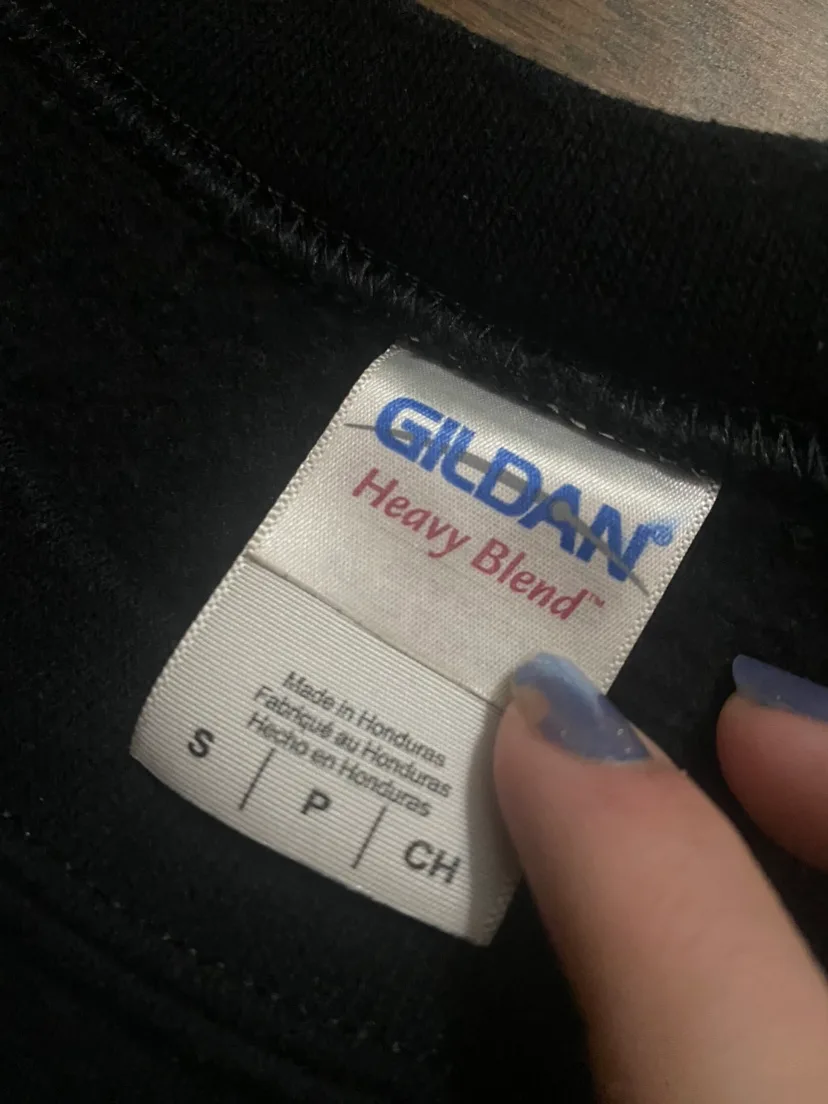 GILDAN®
Heavy Blend™
Made in Honduras
Fabriqué au Honduras
Hecho en Honduras
S | P | CH